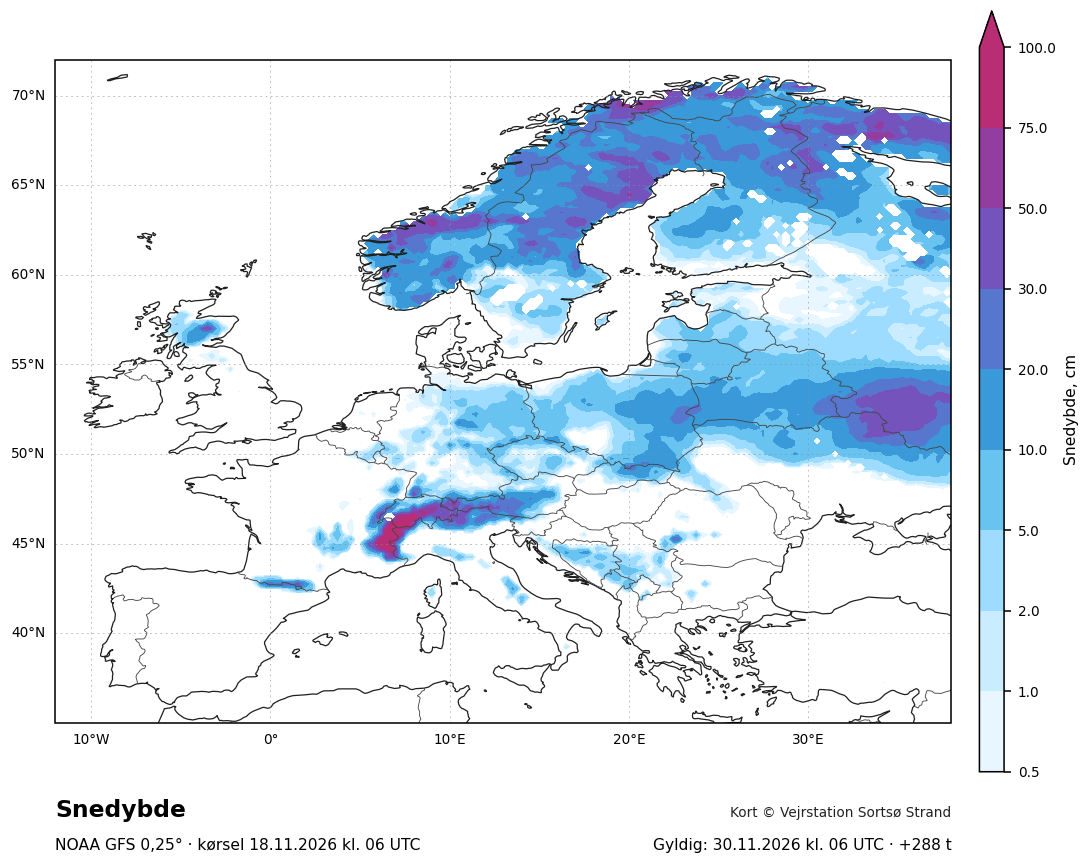 70°N
65°N
60°N
55°N
50°N
45°N
40°N
10°W 0° 10°E 20°E 30°E
100.0
75.0
50.0
30.0
20.0
10.0
5.0
2.0
1.0
0.5
Snedybde, cm
Snedybde
Kort © Vejrstation Sortsø Strand
NOAA GFS 0,25° · kørsel 18.11.2026 kl. 06 UTC
Gyldig: 30.11.2026 kl. 06 UTC · +288 t